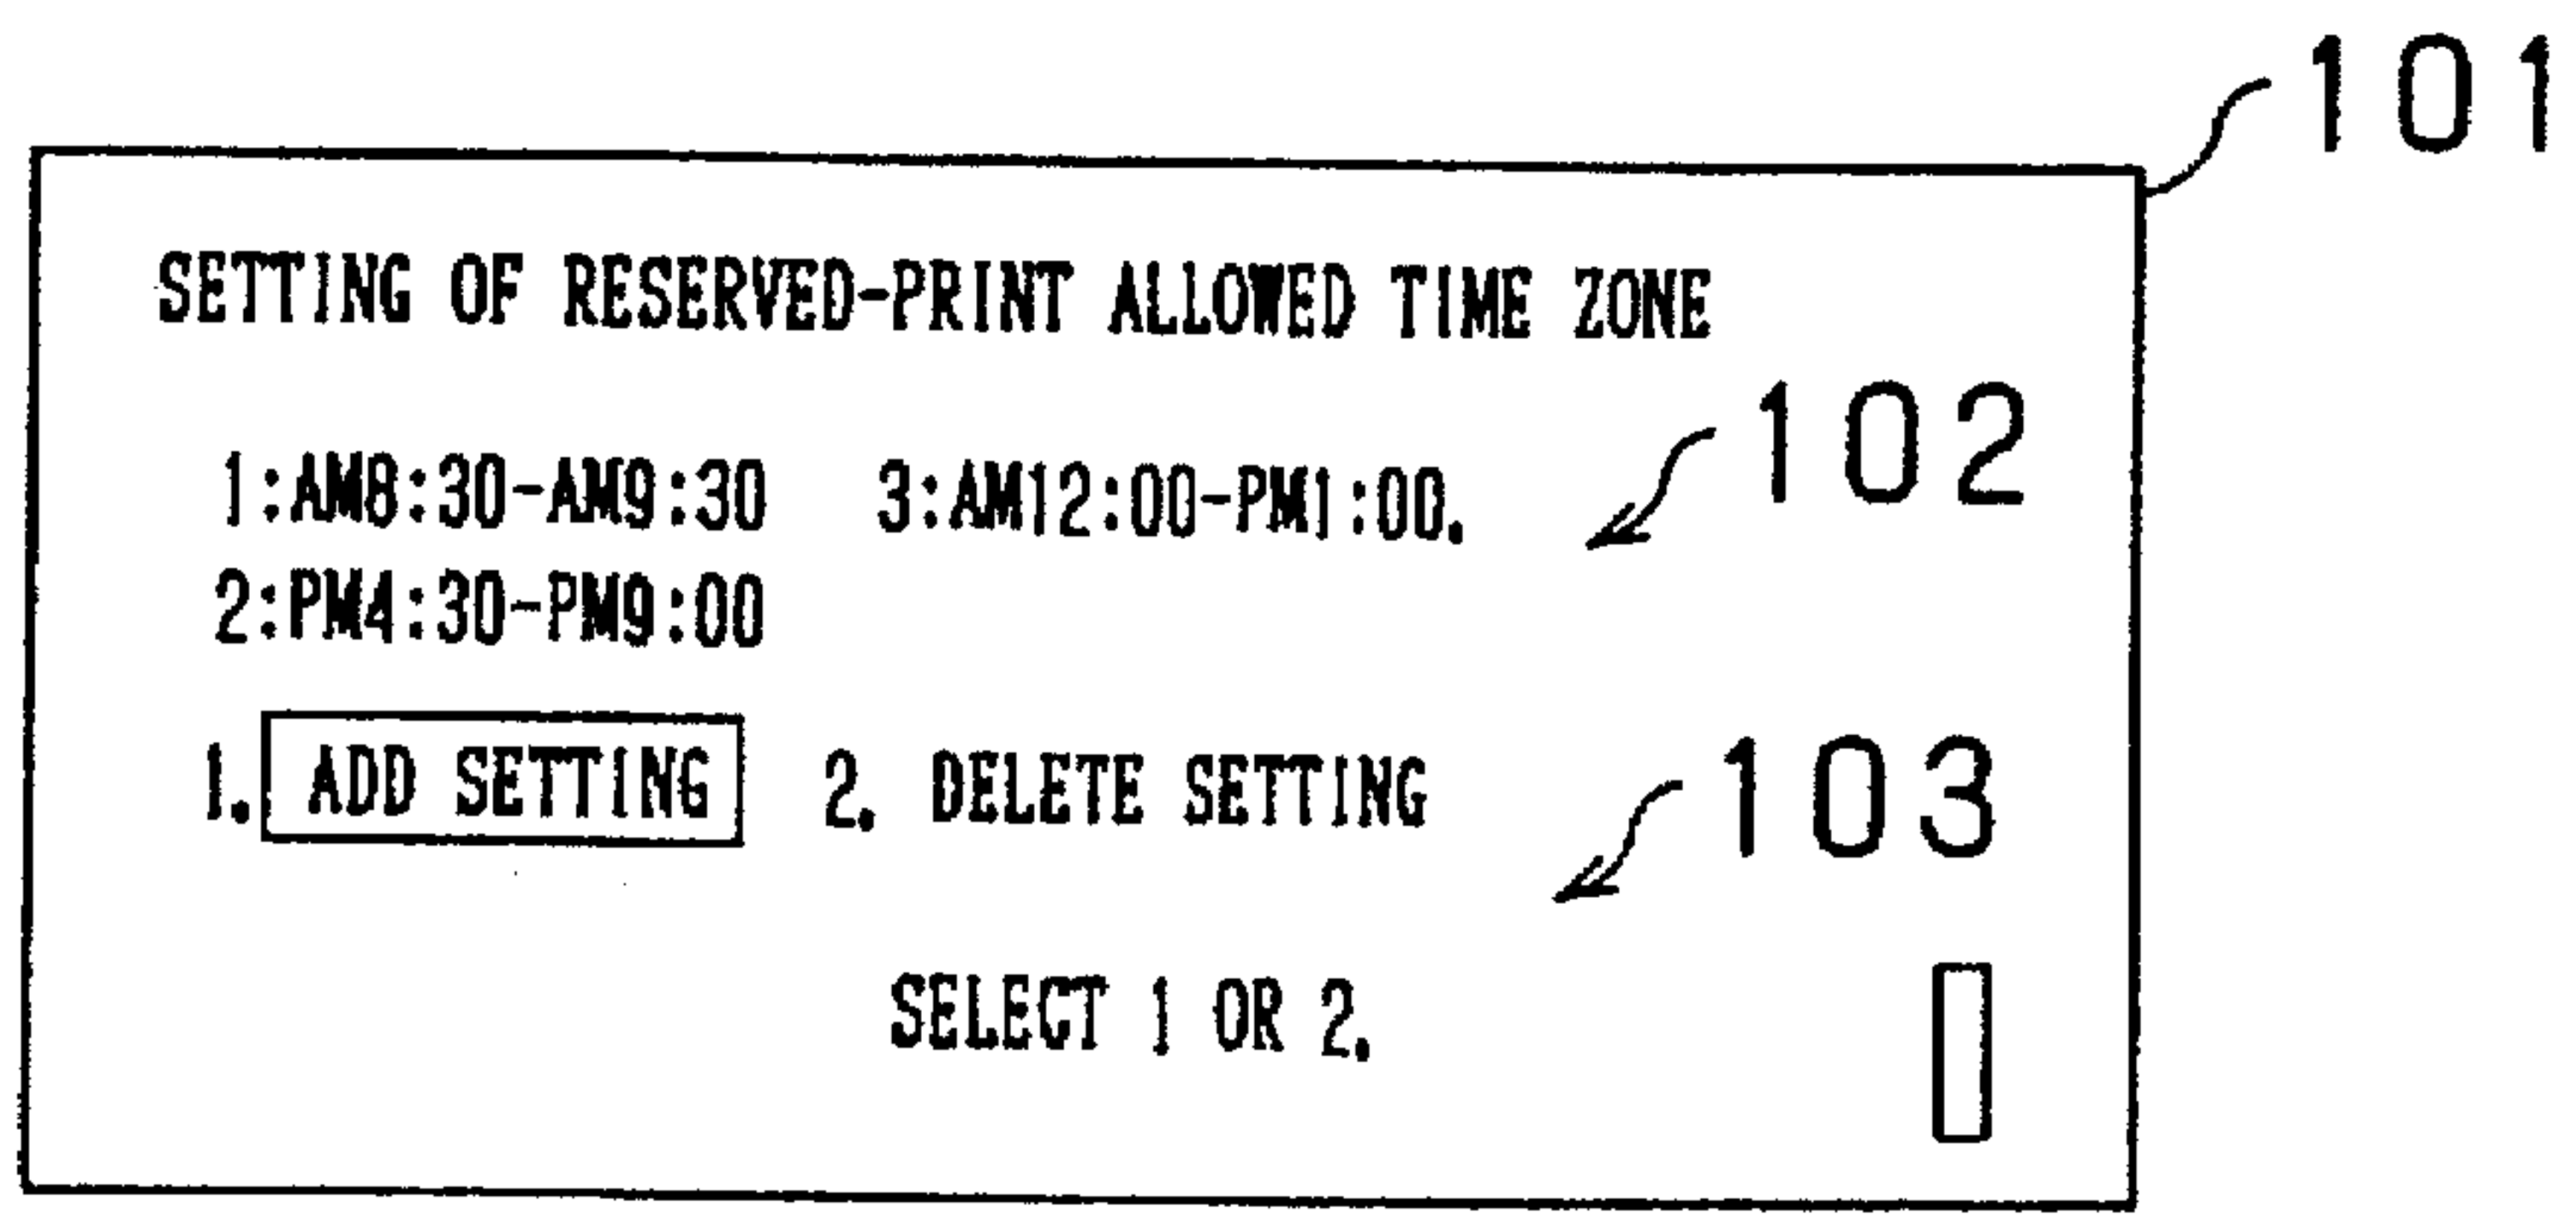 101
SETTING OF RESERVED-PRINT ALLOWED TIME ZONE
102
1:AM8:30-AM9:30 3:AM12:00-PM1:00.
2:PM4:30-PM9:00
103
1. ADD SETTING 2. DELETE SETTING
SELECT 1 OR 2.